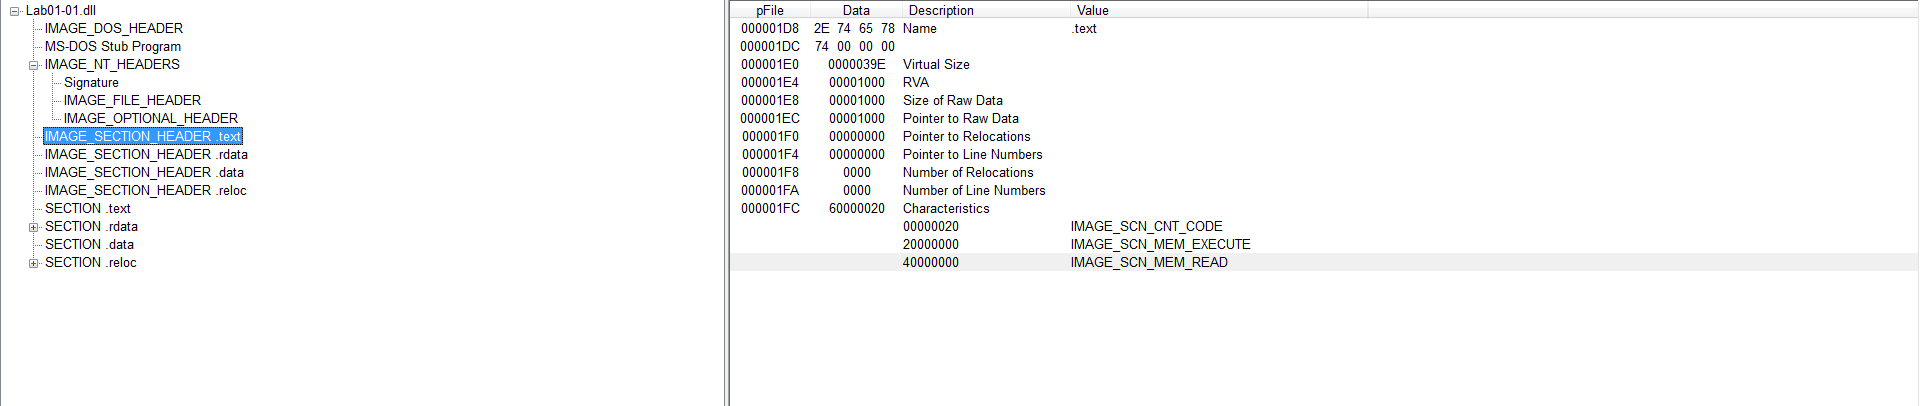 Lab01-01.dll
IMAGE_DOS_HEADER
MS-DOS Stub Program
IMAGE_NT_HEADERS
Signature
IMAGE_FILE_HEADER
IMAGE_OPTIONAL_HEADER
IMAGE_SECTION_HEADER .text
IMAGE_SECTION_HEADER .rdata
IMAGE_SECTION_HEADER .data
IMAGE_SECTION_HEADER .reloc
SECTION .text
SECTION .rdata
SECTION .data
SECTION .reloc
pFile Data Description Value
000001D8 2E 74 65 78 Name .text
000001DC 74 00 00 00
000001E0 0000039E Virtual Size
000001E4 00001000 RVA
000001E8 00001000 Size of Raw Data
000001EC 00001000 Pointer to Raw Data
000001F0 00000000 Pointer to Relocations
000001F4 00000000 Pointer to Line Numbers
000001F8 0000 Number of Relocations
000001FA 0000 Number of Line Numbers
000001FC 60000020 Characteristics
00000020 IMAGE_SCN_CNT_CODE
20000000 IMAGE_SCN_MEM_EXECUTE
40000000 IMAGE_SCN_MEM_READ